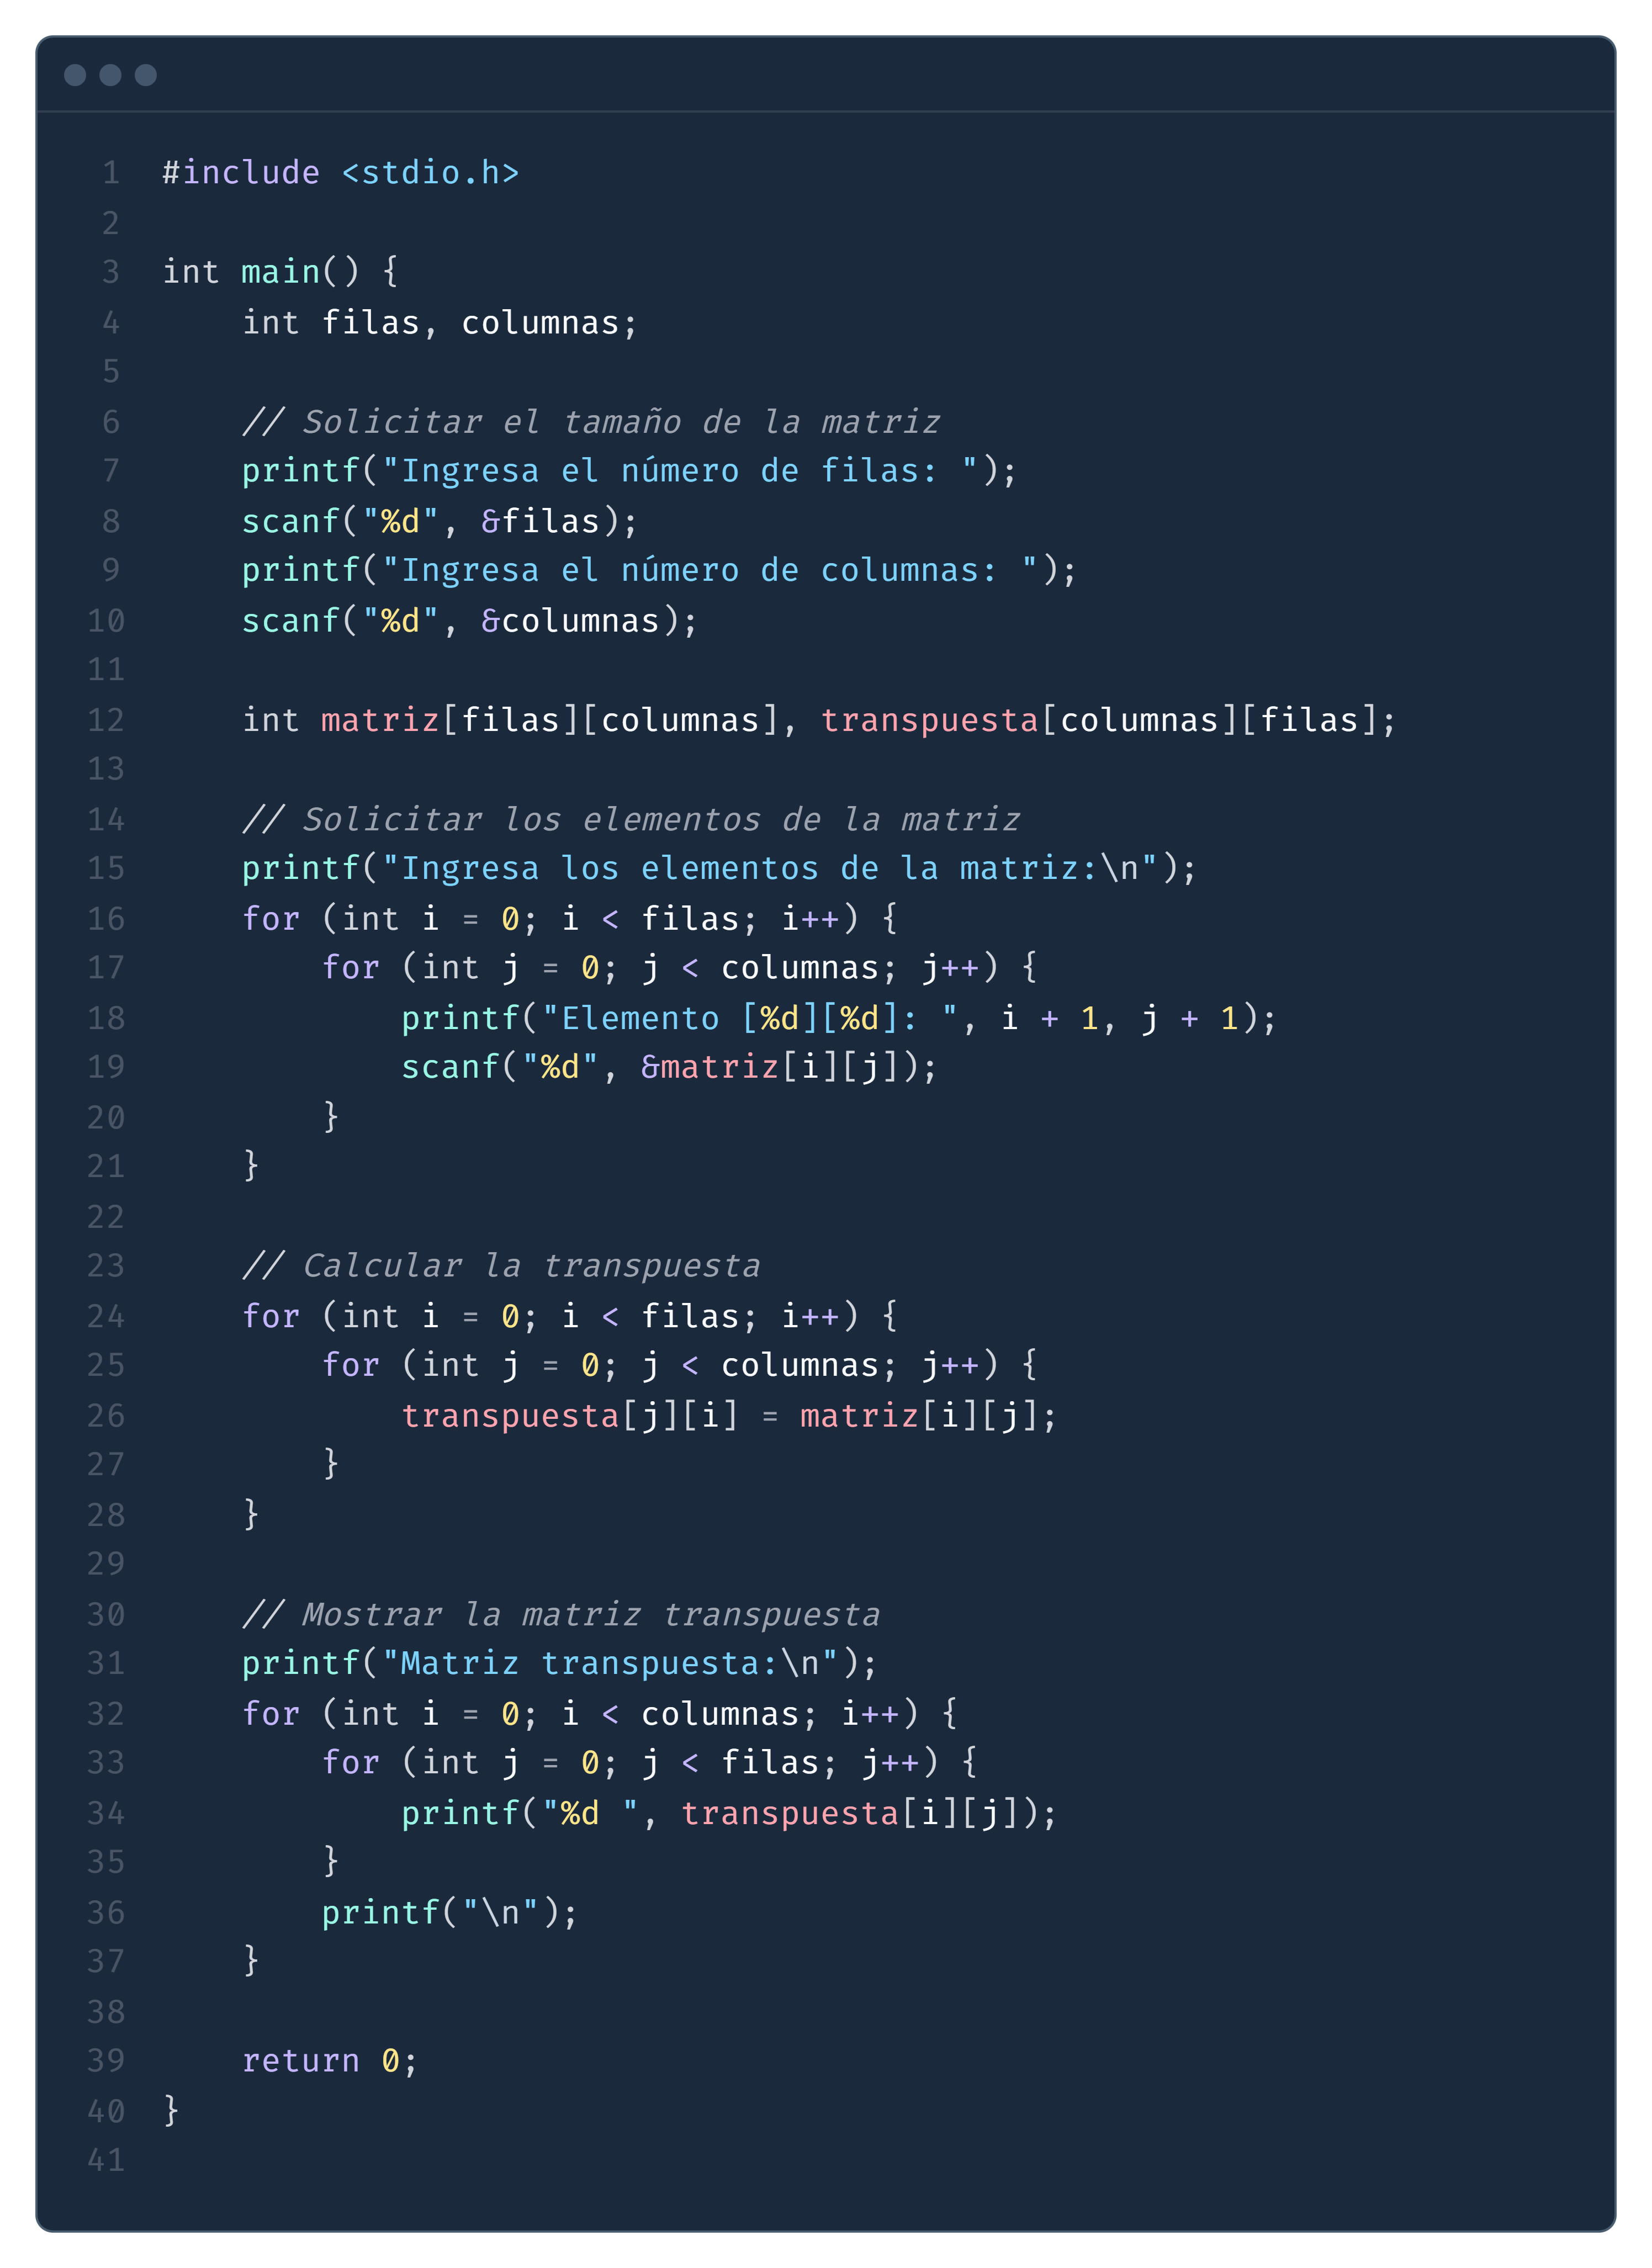 1 #include <stdio.h>
2
3 int main() {
4     int filas, columnas;
5
6     // Solicitar el tamaño de la matriz
7     printf("Ingresa el número de filas: ");
8     scanf("%d", &filas);
9     printf("Ingresa el número de columnas: ");
10     scanf("%d", &columnas);
11
12     int matriz[filas][columnas], transpuesta[columnas][filas];
13
14     // Solicitar los elementos de la matriz
15     printf("Ingresa los elementos de la matriz:\n");
16     for (int i = 0; i < filas; i++) {
17         for (int j = 0; j < columnas; j++) {
18             printf("Elemento [%d][%d]: ", i + 1, j + 1);
19             scanf("%d", &matriz[i][j]);
20         }
21     }
22
23     // Calcular la transpuesta
24     for (int i = 0; i < filas; i++) {
25         for (int j = 0; j < columnas; j++) {
26             transpuesta[j][i] = matriz[i][j];
27         }
28     }
29
30     // Mostrar la matriz transpuesta
31     printf("Matriz transpuesta:\n");
32     for (int i = 0; i < columnas; i++) {
33         for (int j = 0; j < filas; j++) {
34             printf("%d ", transpuesta[i][j]);
35         }
36         printf("\n");
37     }
38
39     return 0;
40 }
41